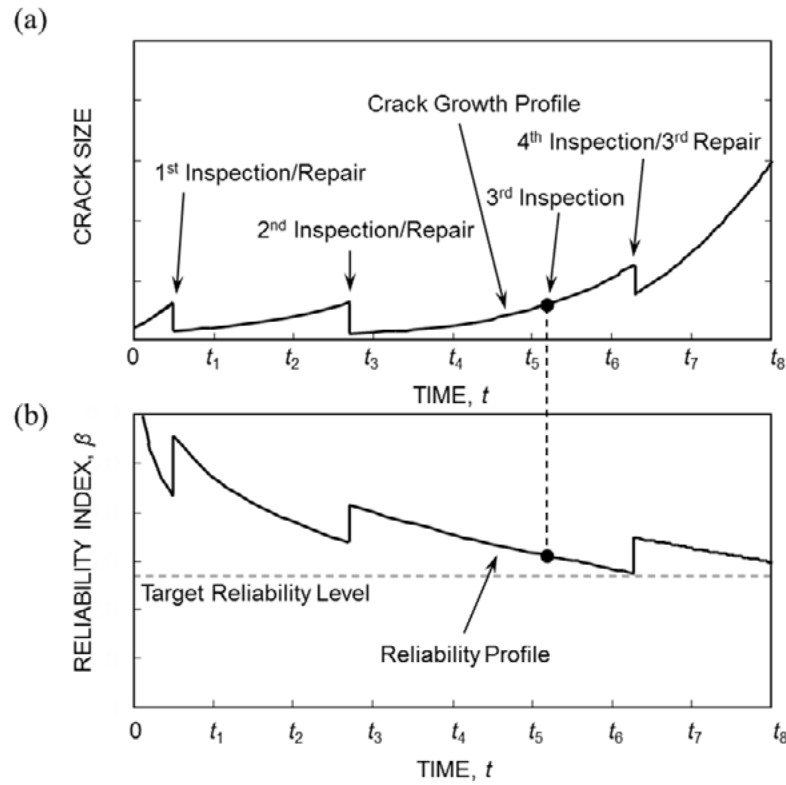 (a)
CRACK SIZE
Crack Growth Profile
4th Inspection/3rd Repair
1st Inspection/Repair
3rd Inspection
2nd Inspection/Repair
0 t1 t2 t3 t4 t5 t6 t7 t8
TIME, t
(b)
RELIABILITY INDEX, β
Target Reliability Level
Reliability Profile
0 t1 t2 t3 t4 t5 t6 t7 t8
TIME, t